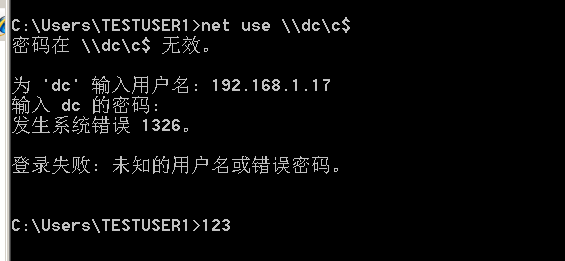 C:\Users\TESTUSER1>net use \\dc\c$
密码在 \\dc\c$ 无效。
为 'dc' 输入用户名: 192.168.1.17
输入 dc 的密码:
发生系统错误 1326。
登录失败: 未知的用户名或错误密码。
C:\Users\TESTUSER1>123